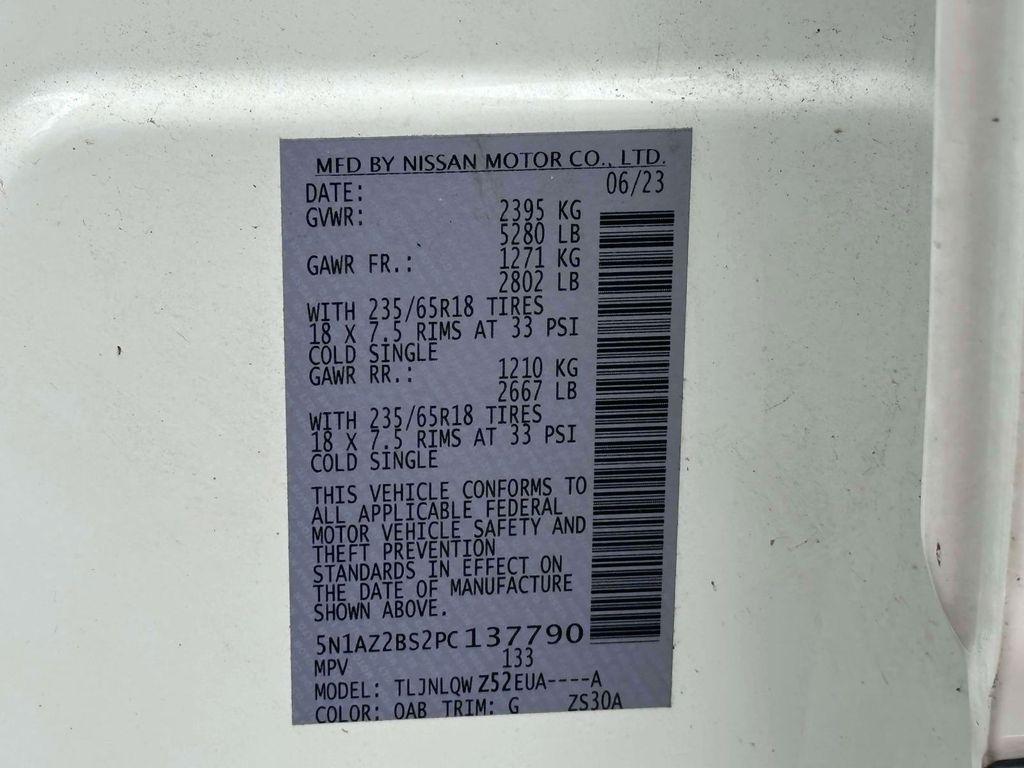 MFD BY NISSAN MOTOR CO., LTD.
DATE: 06/23
GVWR: 2395 KG
5280 LB
GAWR FR.: 1271 KG
2802 LB
WITH 235/65R18 TIRES
18 X 7.5 RIMS AT 33 PSI
COLD SINGLE
GAWR RR.: 1210 KG
2667 LB
WITH 235/65R18 TIRES
18 X 7.5 RIMS AT 33 PSI
COLD SINGLE
THIS VEHICLE CONFORMS TO
ALL APPLICABLE FEDERAL
MOTOR VEHICLE SAFETY AND
THEFT PREVENTION
STANDARDS IN EFFECT ON
THE DATE OF MANUFACTURE
SHOWN ABOVE.
5N1AZ2BS2PC137790
MPV 133
MODEL: TLJNLQWZ52EUA----A
COLOR: QAB TRIM: G ZS30A